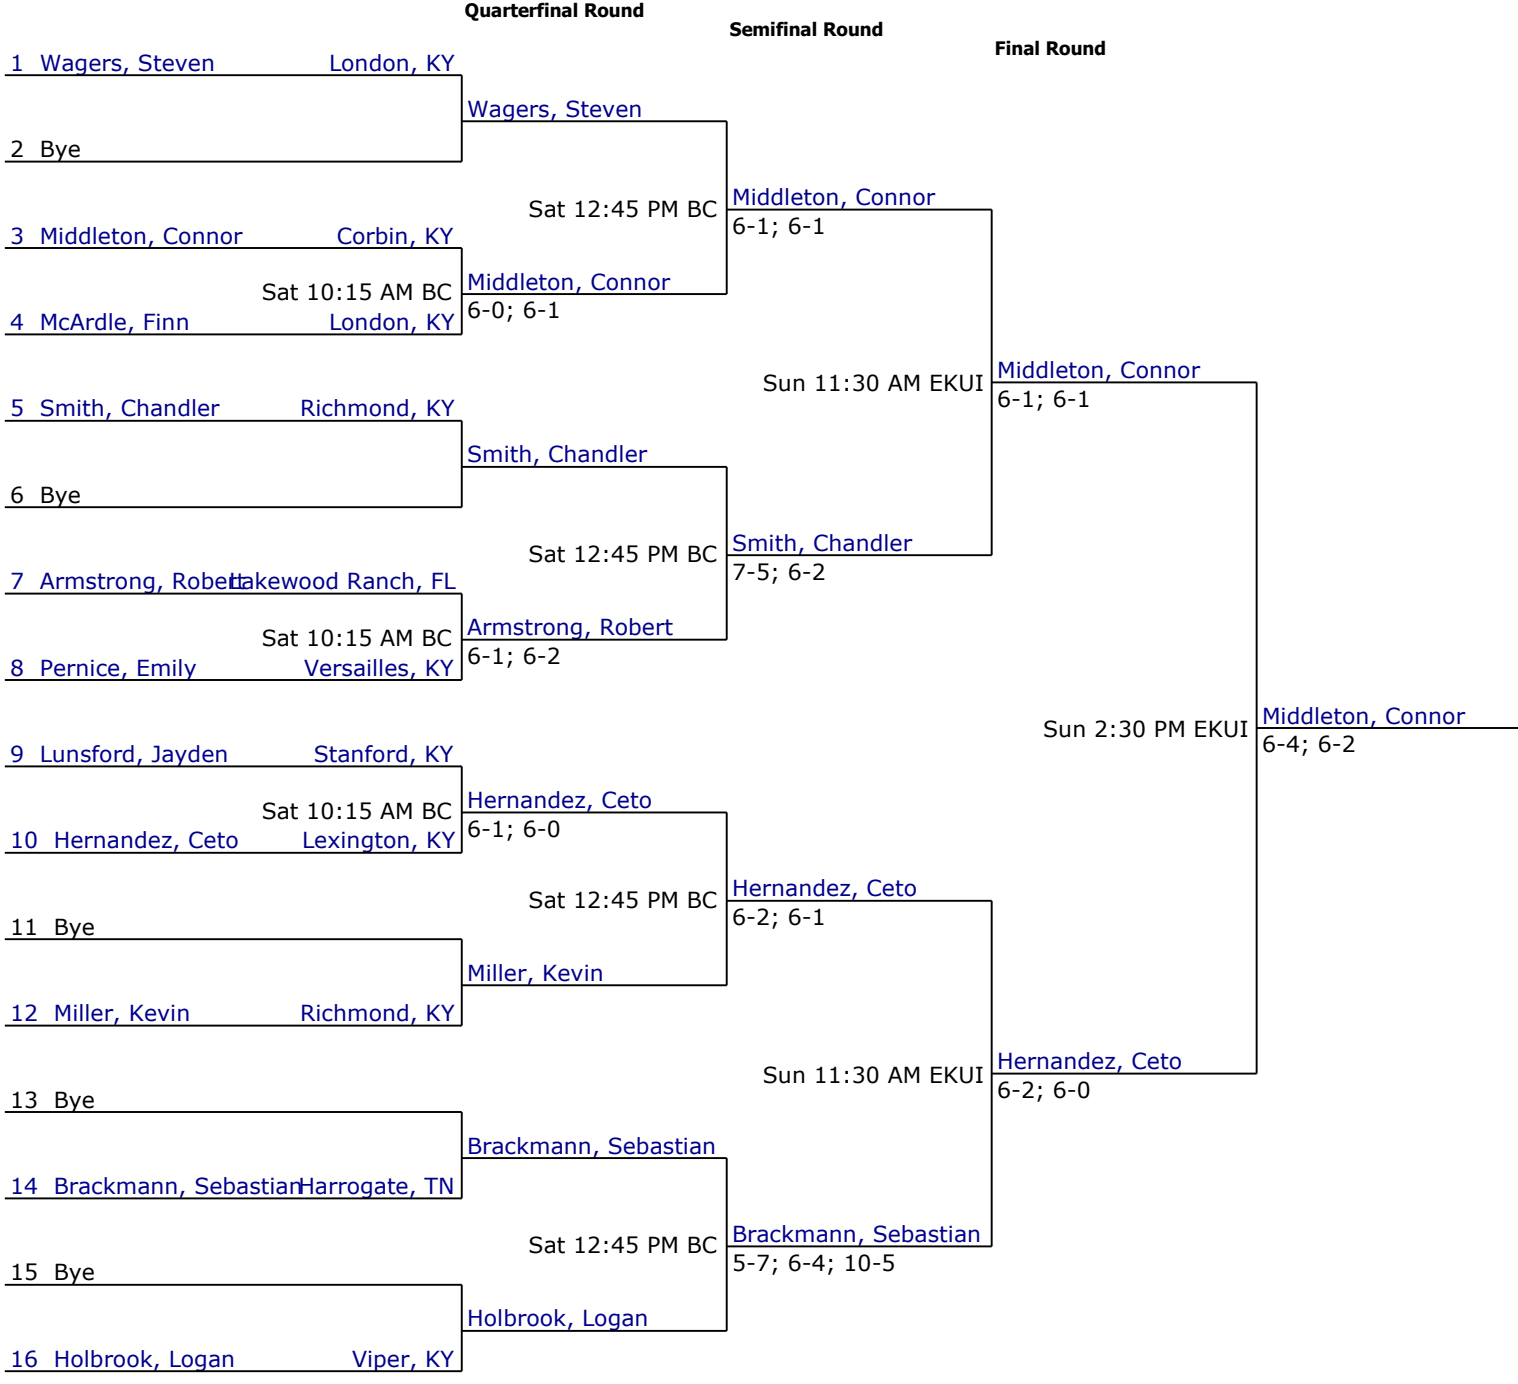 Quarterfinal Round
Semifinal Round
Final Round
1 Wagers, Steven London, KY
Wagers, Steven
2 Bye
Sat 12:45 PM BC Middleton, Connor
6-1; 6-1
3 Middleton, Connor Corbin, KY
Sat 10:15 AM BC Middleton, Connor
6-0; 6-1
4 McArdle, Finn London, KY
Sun 11:30 AM EKUI Middleton, Connor
6-1; 6-1
5 Smith, Chandler Richmond, KY
Smith, Chandler
6 Bye
Sat 12:45 PM BC Smith, Chandler
7-5; 6-2
7 Armstrong, Robert Lakewood Ranch, FL
Sat 10:15 AM BC Armstrong, Robert
6-1; 6-2
8 Pernice, Emily Versailles, KY
Sun 2:30 PM EKUI Middleton, Connor
6-4; 6-2
9 Lunsford, Jayden Stanford, KY
Sat 10:15 AM BC Hernandez, Ceto
6-1; 6-0
10 Hernandez, Ceto Lexington, KY
Sat 12:45 PM BC Hernandez, Ceto
6-2; 6-1
11 Bye
Miller, Kevin
12 Miller, Kevin Richmond, KY
Sun 11:30 AM EKUI Hernandez, Ceto
6-2; 6-0
13 Bye
Brackmann, Sebastian
14 Brackmann, Sebastian Harrogate, TN
Sat 12:45 PM BC Brackmann, Sebastian
5-7; 6-4; 10-5
15 Bye
Holbrook, Logan
16 Holbrook, Logan Viper, KY